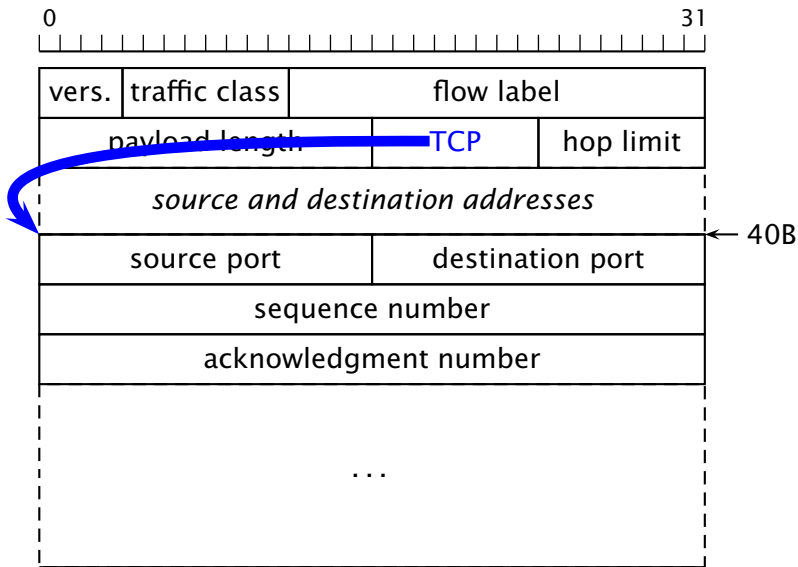 0 31
vers. traffic class flow label
payload length TCP hop limit
source and destination addresses
40B
source port destination port
sequence number
acknowledgment number
...